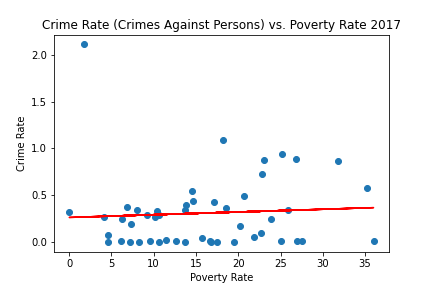 Crime Rate (Crimes Against Persons) vs. Poverty Rate 2017
2.0
1.5
1.0
0.5
0.0
Crime Rate
0 5 10 15 20 25 30 35
Poverty Rate